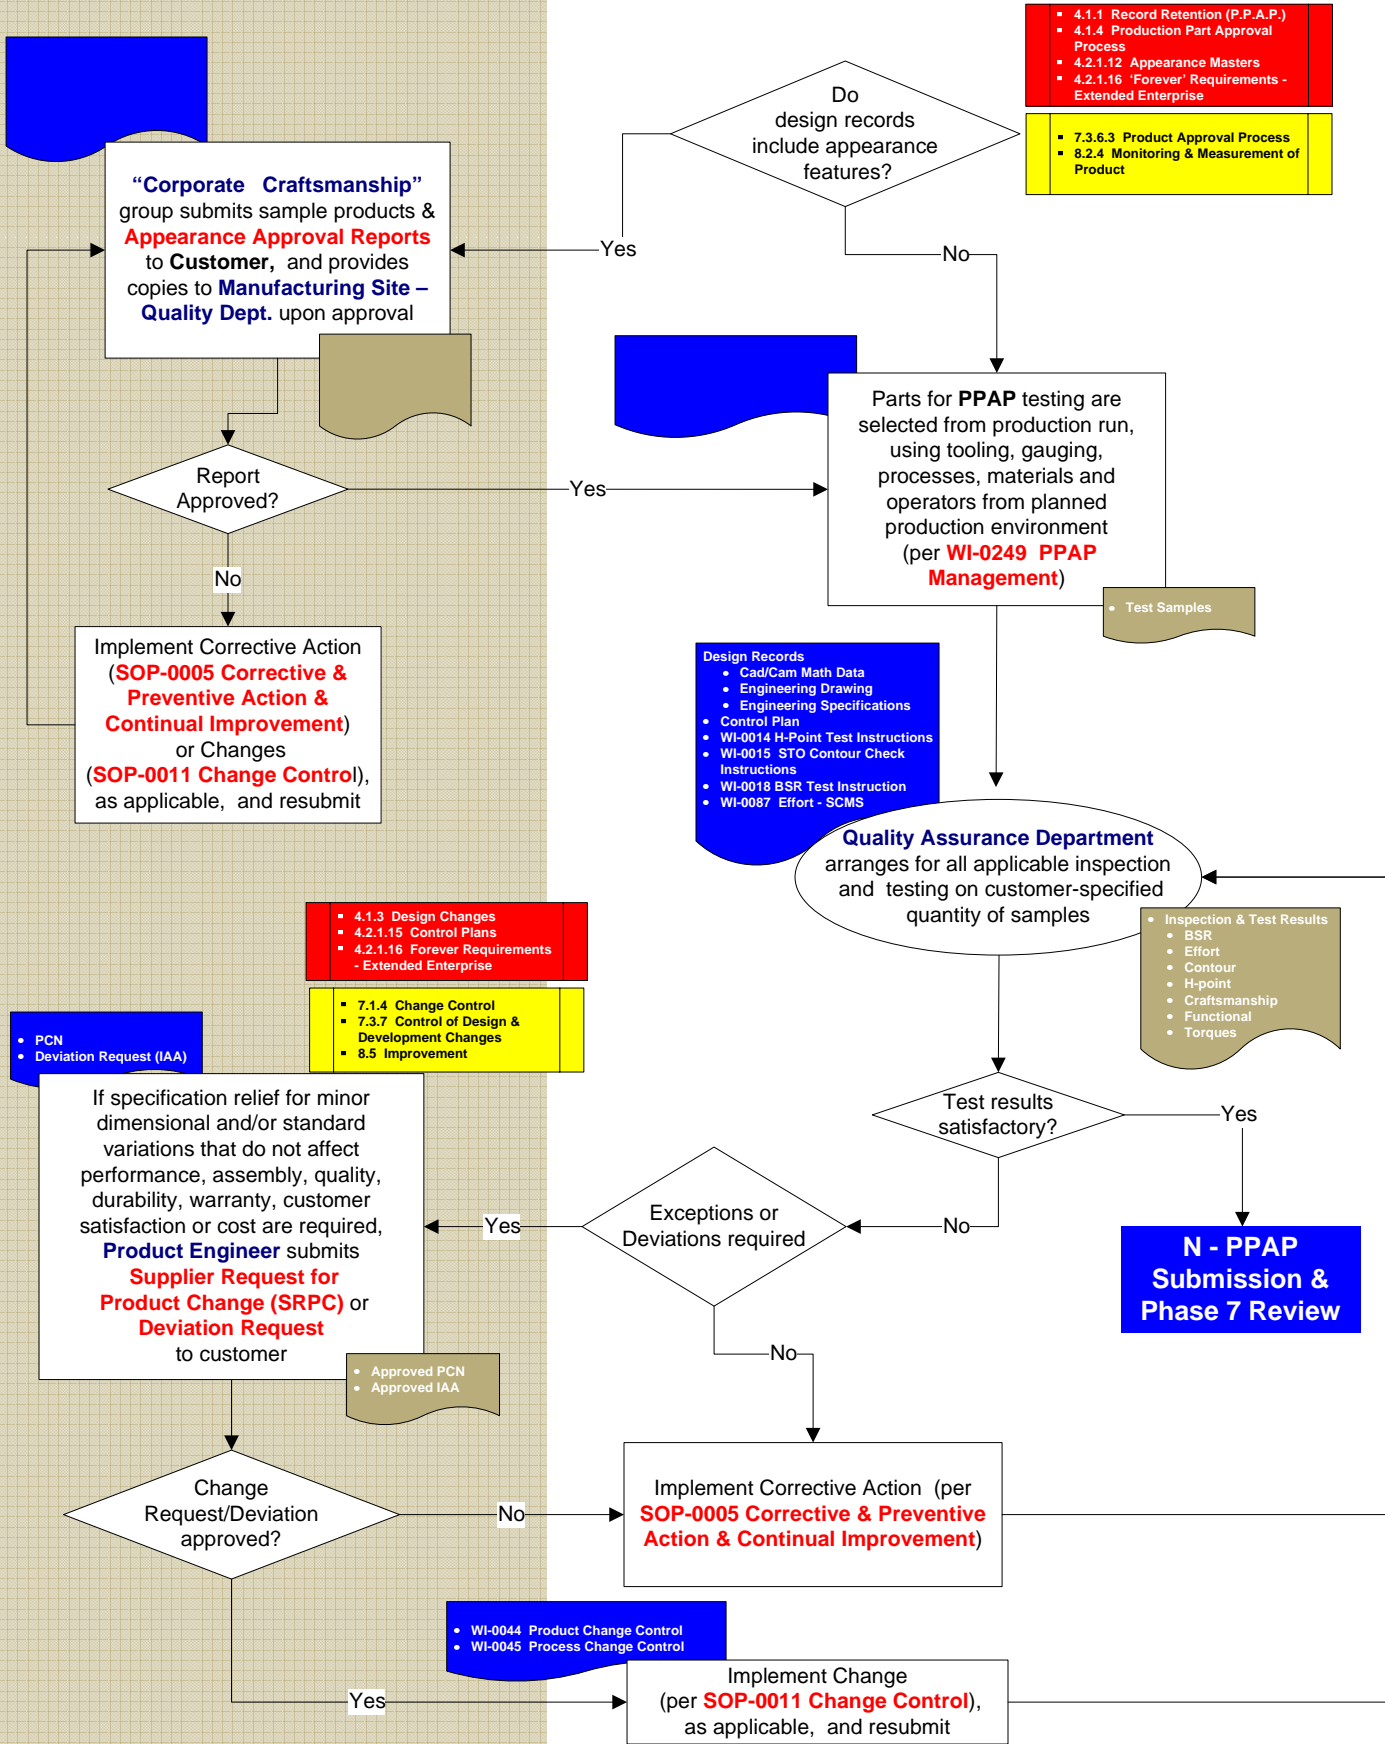 4.1.1 Record Retention (P.P.A.P.)
4.1.4 Production Part Approval
Process
4.2.1.12 Appearance Masters
4.2.1.16 ‘Forever’ Requirements -
Extended Enterprise
7.3.6.3 Product Approval Process
8.2.4 Monitoring & Measurement of
Product
Do
design records
include appearance
features?
Yes
No
“Corporate Craftsmanship”
group submits sample products &
Appearance Approval Reports
to Customer, and provides
copies to Manufacturing Site –
Quality Dept. upon approval
Report
Approved?
Yes
No
Implement Corrective Action
(SOP-0005 Corrective &
Preventive Action &
Continual Improvement)
or Changes
(SOP-0011 Change Control),
as applicable, and resubmit
Parts for PPAP testing are
selected from production run,
using tooling, gauging,
processes, materials and
operators from planned
production environment
(per WI-0249 PPAP
Management)
• Test Samples
Design Records
• Cad/Cam Math Data
• Engineering Drawing
• Engineering Specifications
• Control Plan
• WI-0014 H-Point Test Instructions
• WI-0015 STO Contour Check
Instructions
• WI-0018 BSR Test Instruction
• WI-0087 Effort - SCMS
Quality Assurance Department
arranges for all applicable inspection
and testing on customer-specified
quantity of samples
• Inspection & Test Results
• BSR
• Effort
• Contour
• H-point
• Craftsmanship
• Functional
• Torques
Test results
satisfactory?
Yes
No
N - PPAP
Submission &
Phase 7 Review
Exceptions or
Deviations required
Yes
No
4.1.3 Design Changes
4.2.1.15 Control Plans
4.2.1.16 Forever Requirements
- Extended Enterprise
7.1.4 Change Control
7.3.7 Control of Design &
Development Changes
8.5 Improvement
• PCN
• Deviation Request (IAA)
If specification relief for minor
dimensional and/or standard
variations that do not affect
performance, assembly, quality,
durability, warranty, customer
satisfaction or cost are required,
Product Engineer submits
Supplier Request for
Product Change (SRPC) or
Deviation Request
to customer
• Approved PCN
• Approved IAA
Change
Request/Deviation
approved?
No
Yes
Implement Corrective Action (per
SOP-0005 Corrective & Preventive
Action & Continual Improvement)
• WI-0044 Product Change Control
• WI-0045 Process Change Control
Implement Change
(per SOP-0011 Change Control),
as applicable, and resubmit